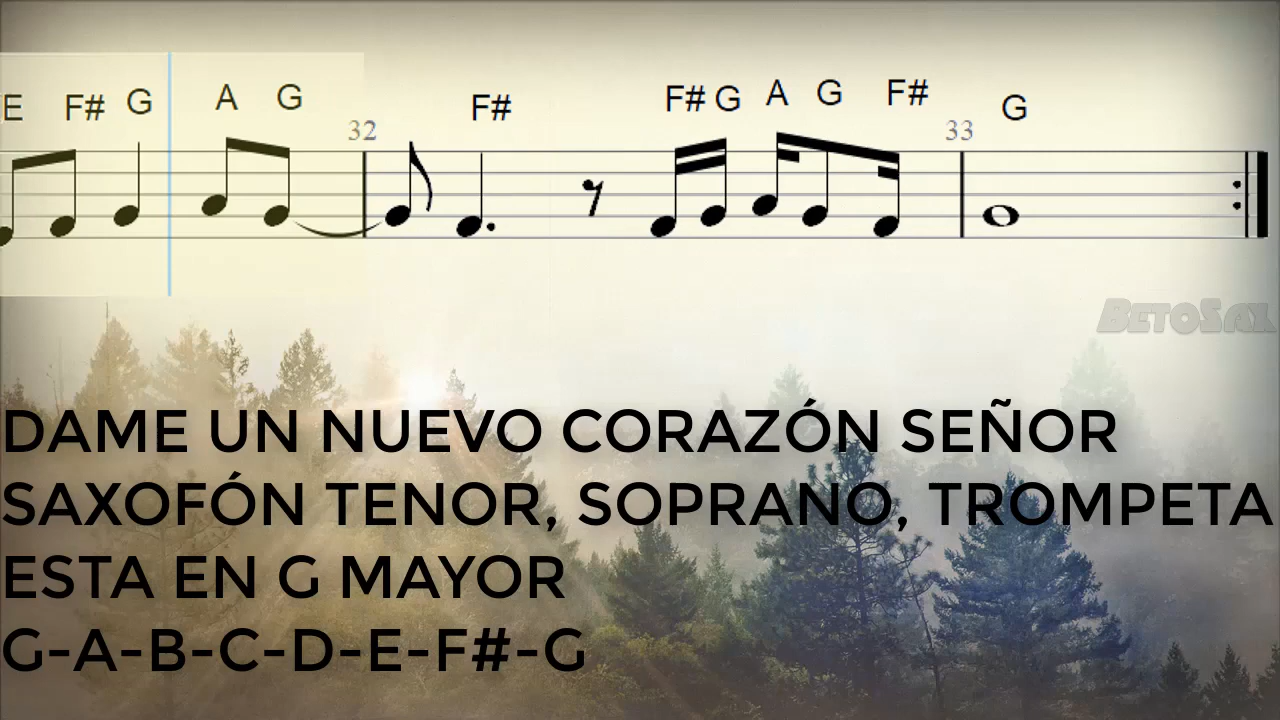 E F# G A G F# F# G A G F# G
32 33
BetoSax
DAME UN NUEVO CORAZÓN SEÑOR
SAXOFÓN TENOR, SOPRANO, TROMPETA
ESTA EN G MAYOR
G-A-B-C-D-E-F#-G